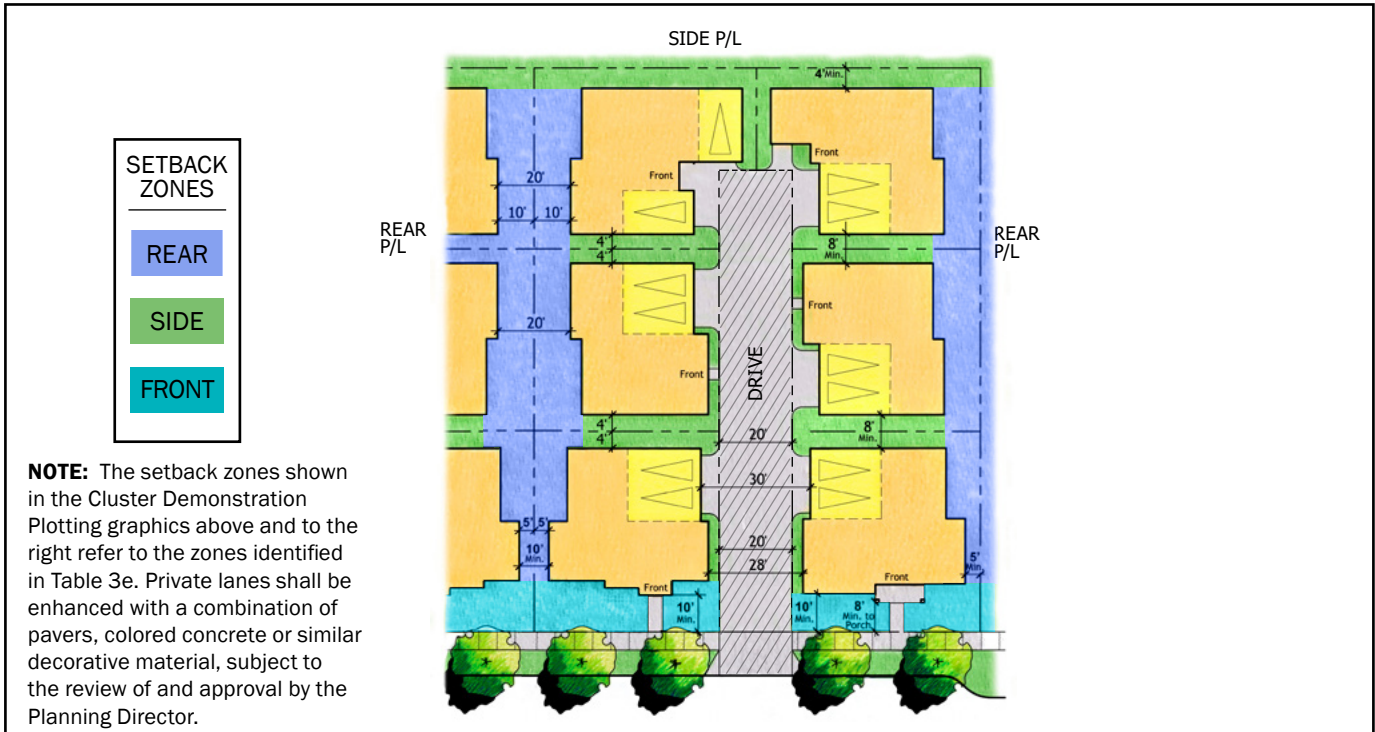 SIDE P/L
4' Min.
SETBACK
ZONES
REAR
SIDE
FRONT
REAR
P/L
REAR
P/L
Front
Front
20'
10' 10'
4'
4'
8'
Min.
20'
Front
Front
DRIVE
4'
4'
20'
8'
Min.
30'
5' 5'
10'
Min.
20'
28'
5'
Min.
Front
Front
10'
Min.
10'
Min.
8'
Min. to
Porch
NOTE: The setback zones shown
in the Cluster Demonstration
Plotting graphics above and to the
right refer to the zones identified
in Table 3e. Private lanes shall be
enhanced with a combination of
pavers, colored concrete or similar
decorative material, subject to
the review of and approval by the
Planning Director.